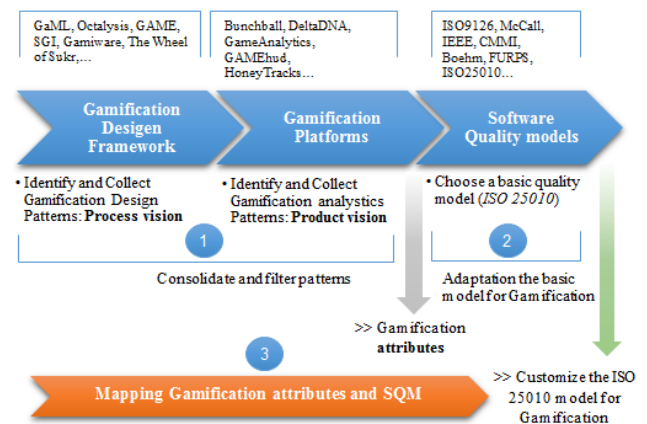 GaML, Octalysis, GAME,
SGI, Gamiware, The Wheel
of Sukr,...
Bunchball, DeltaDNA,
GameAnalytics,
GAMEhud,
HoneyTracks...
ISO9126, McCall,
IEEE, CMMI,
Boehm, FURPS,
ISO25010...
Gamification
Desigen
Framework
Gamification
Platforms
Software
Quality models
• Identify and Collect
Gamification Design
Patterns: Process vision
• Identify and Collect
Gamification analystics
Patterns: Product vision
• Choose a basic quality
model (ISO 25010)
1
2
Consolidate and filter patterns
Adaptation the basic
model for Gamification
>> Gamification
attributes
3
Mapping Gamification attributes and SQM
>> Customize the ISO
25010 model for
Gamification